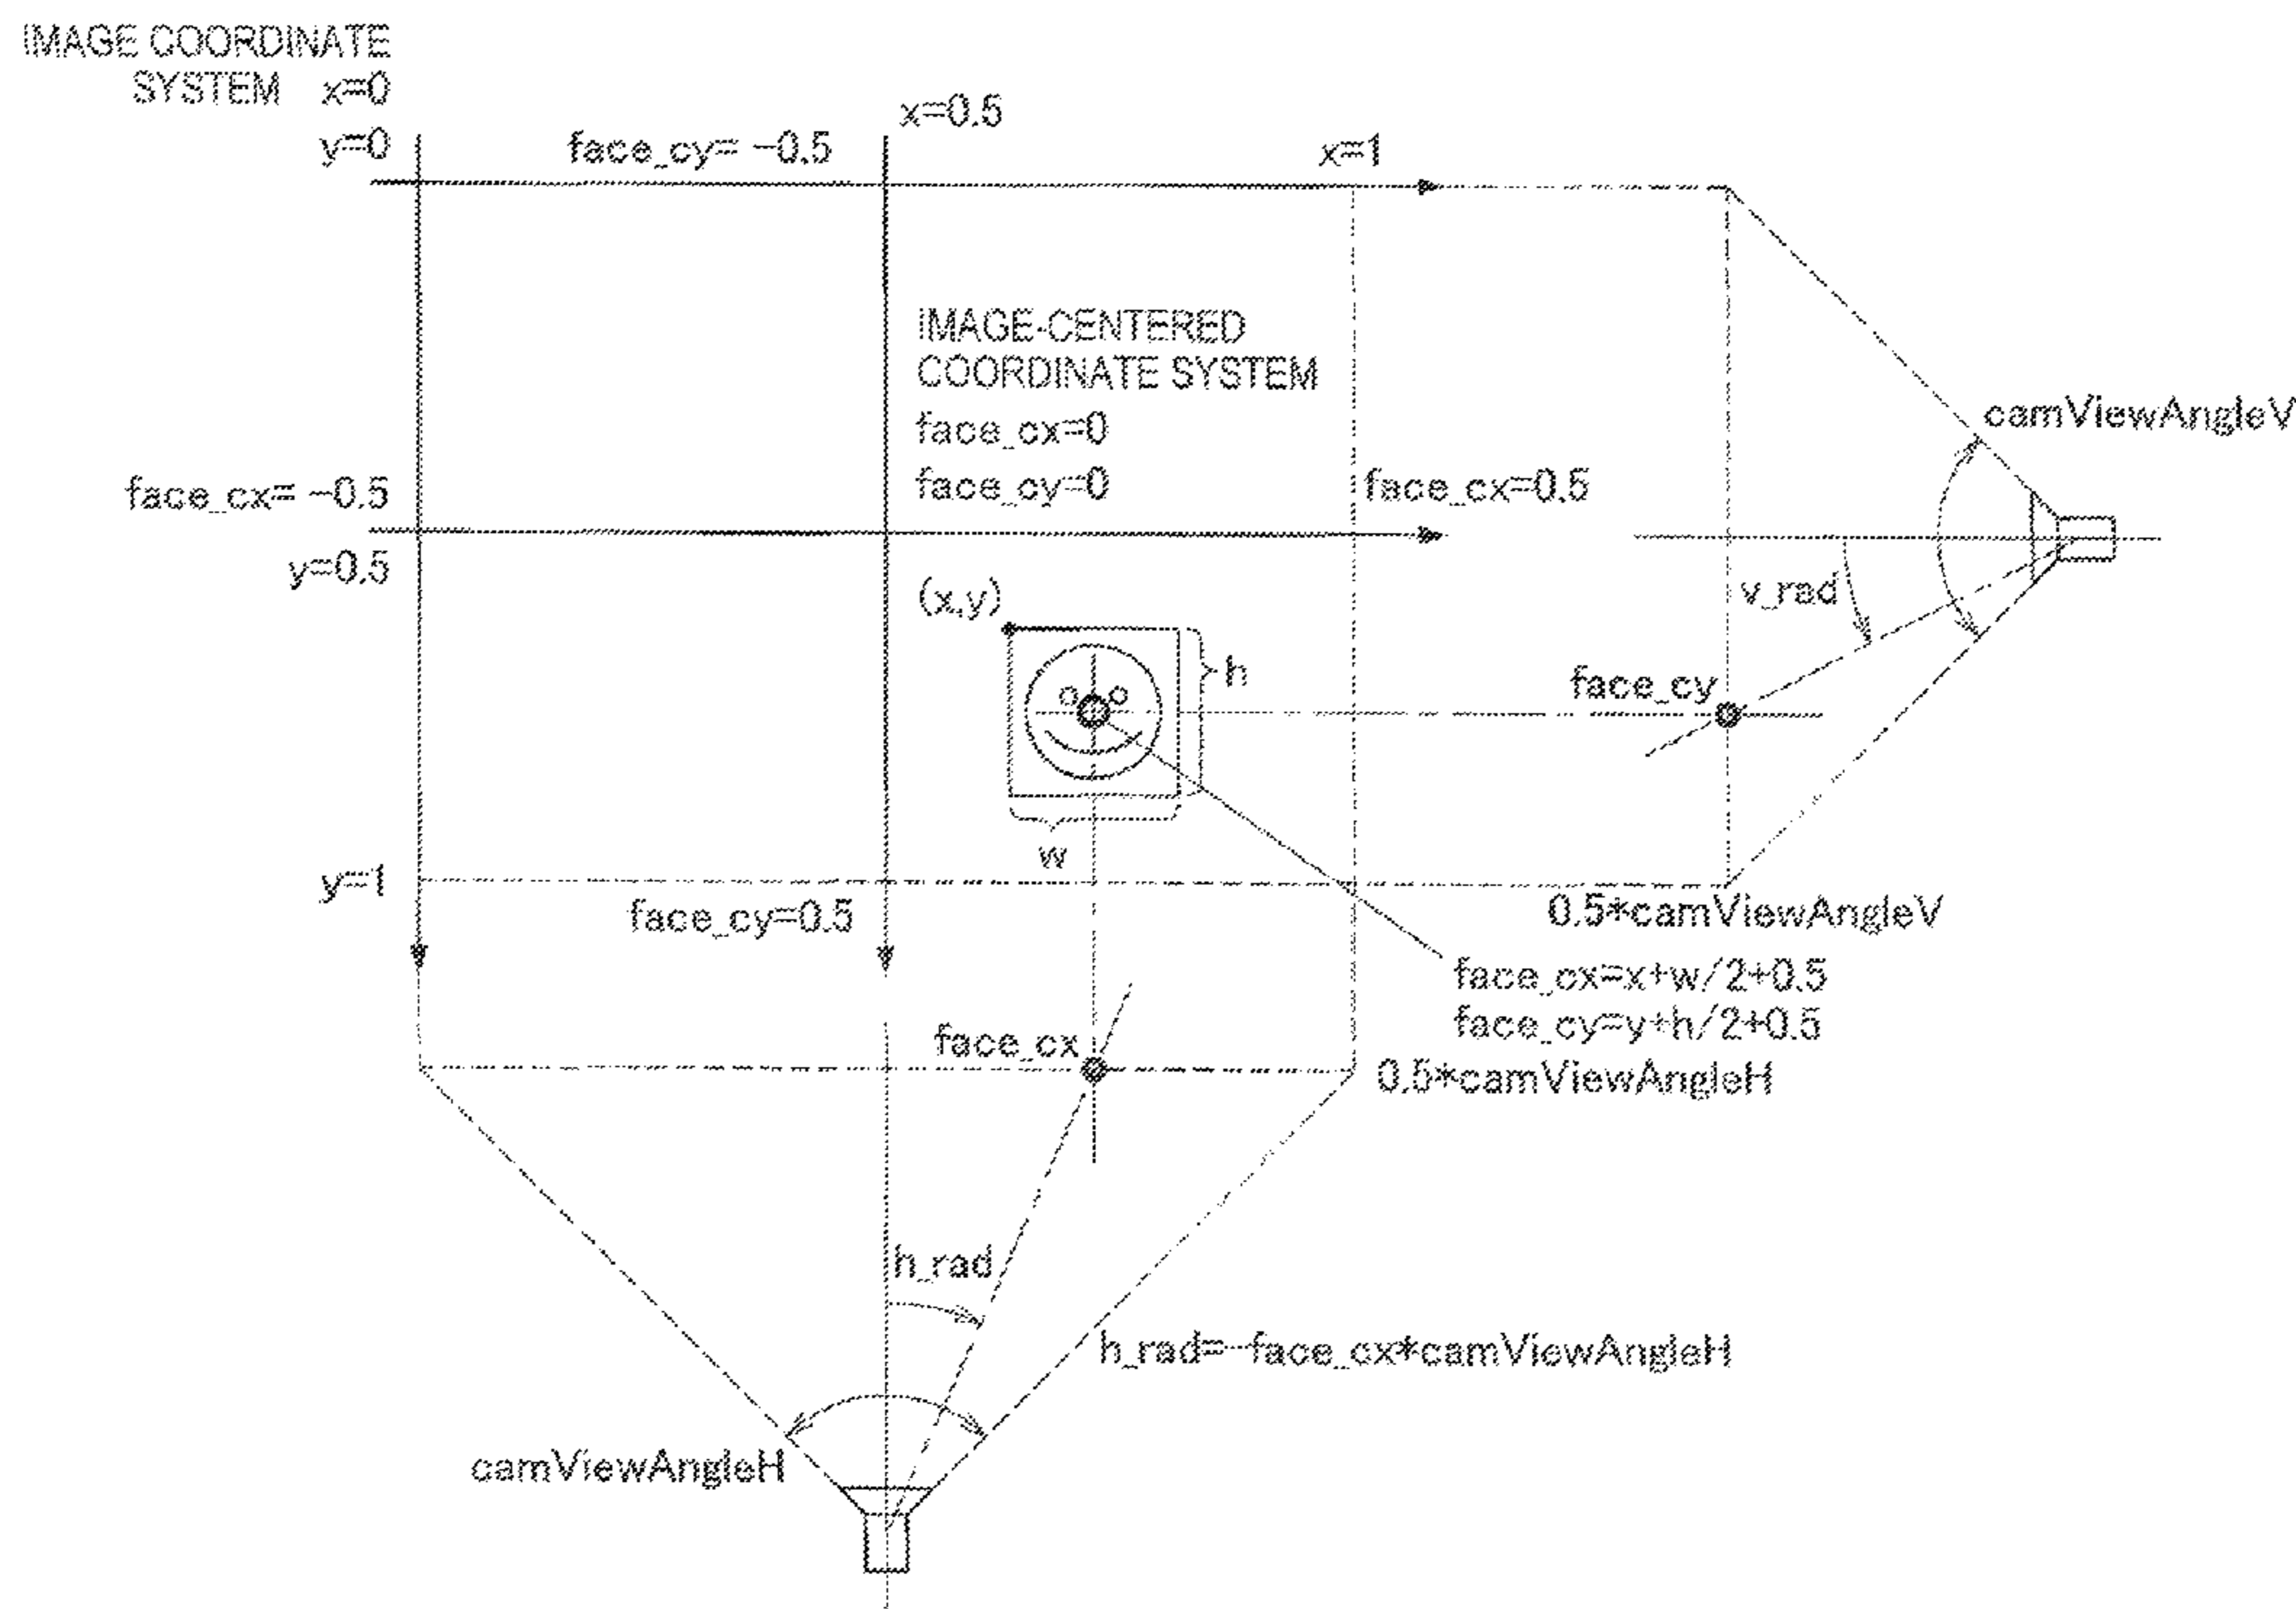 IMAGE COORDINATE
SYSTEM x=0
y=0
face_cy= −0.5
x=0.5
x=1
IMAGE-CENTERED
COORDINATE SYSTEM
face_cx=0
face_cy=0
camViewAngleV
face_cx= −0.5
face_cx=0.5
y=0.5
(x,y)
v_rad
h
face_cy
w
y=1
face_cy=0.5
0.5*camViewAngleV
face_cx=x+w/2+0.5
face_cy=y+h/2+0.5
face_cx
0.5*camViewAngleH
h_rad
h_rad=−face_cx*camViewAngleH
camViewAngleH